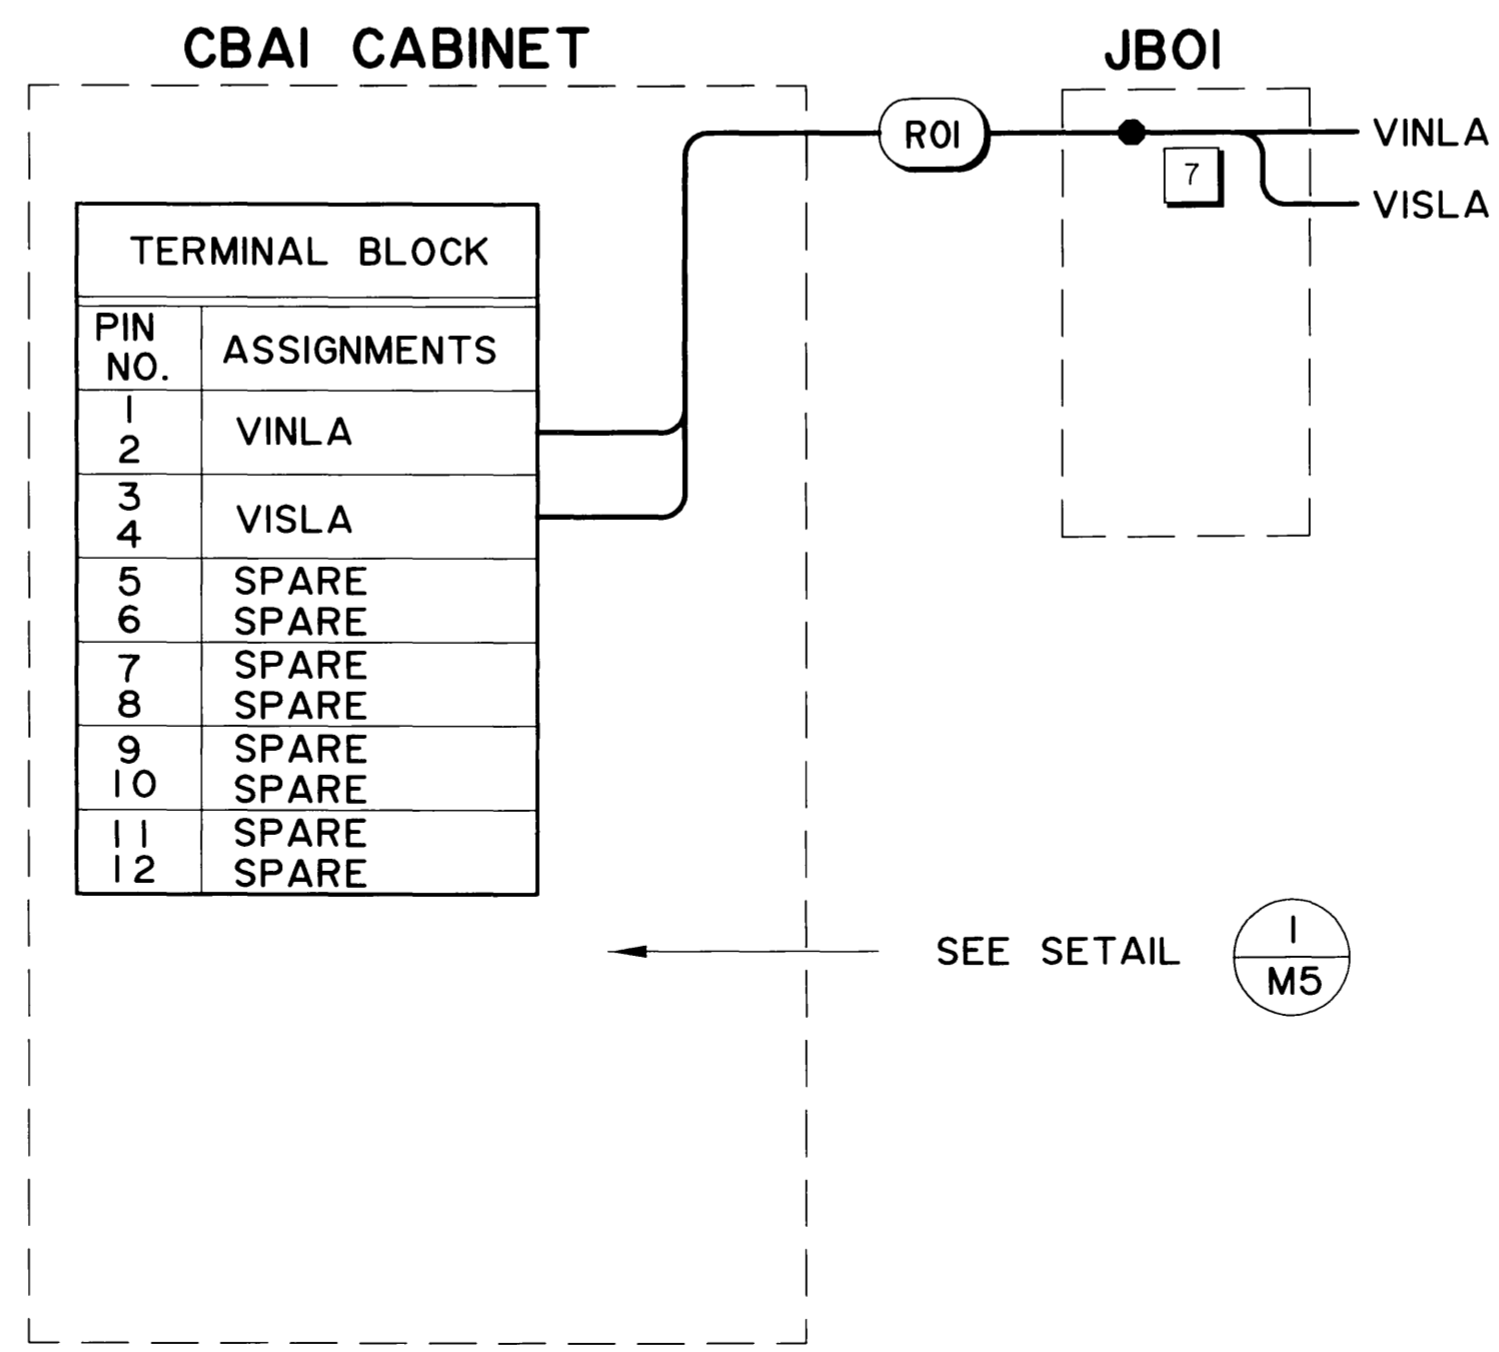 CBA1 CABINET
JB01
R01
VINLA
7
VISLA
TERMINAL BLOCK
PIN NO.
ASSIGNMENTS
1
2
VINLA
3
4
VISLA
5 SPARE
6 SPARE
7 SPARE
8 SPARE
9 SPARE
10 SPARE
11 SPARE
12 SPARE
SEE SETAIL
1
M5